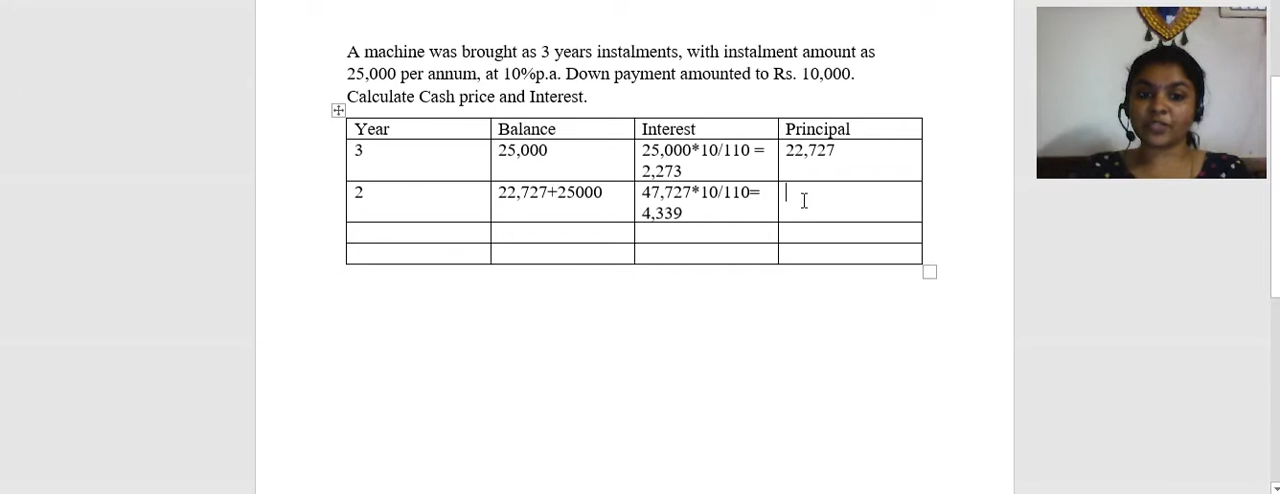 A machine was brought as 3 years instalments, with instalment amount as
25,000 per annum, at 10%p.a. Down payment amounted to Rs. 10,000.
Calculate Cash price and Interest.
Year Balance Interest Principal
3 25,000 25,000*10/110 = 22,727
2,273
2 22,727+25000 47,727*10/110=
4,339